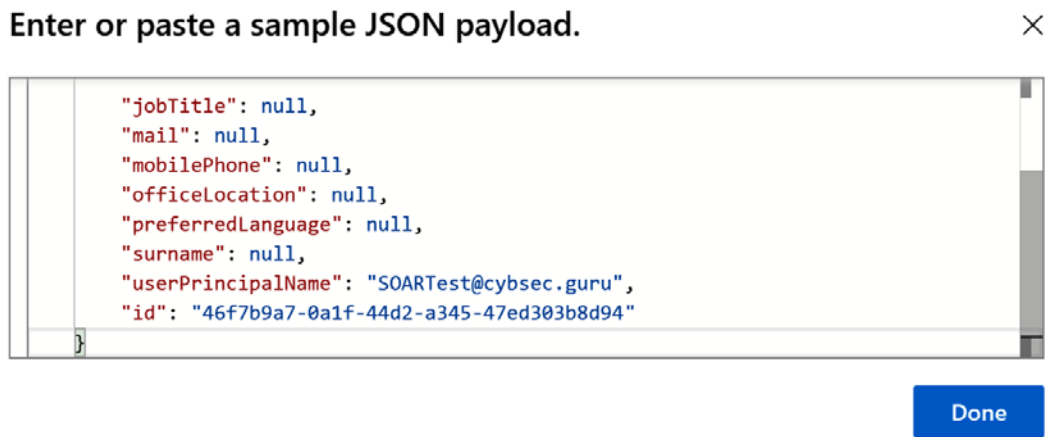 Enter or paste a sample JSON payload.
"jobTitle": null,
"mail": null,
"mobilePhone": null,
"officeLocation": null,
"preferredLanguage": null,
"surname": null,
"userPrincipalName": "SOARTest@cybsec.guru",
"id": "46f7b9a7-0a1f-44d2-a345-47ed303b8d94"
}
Done